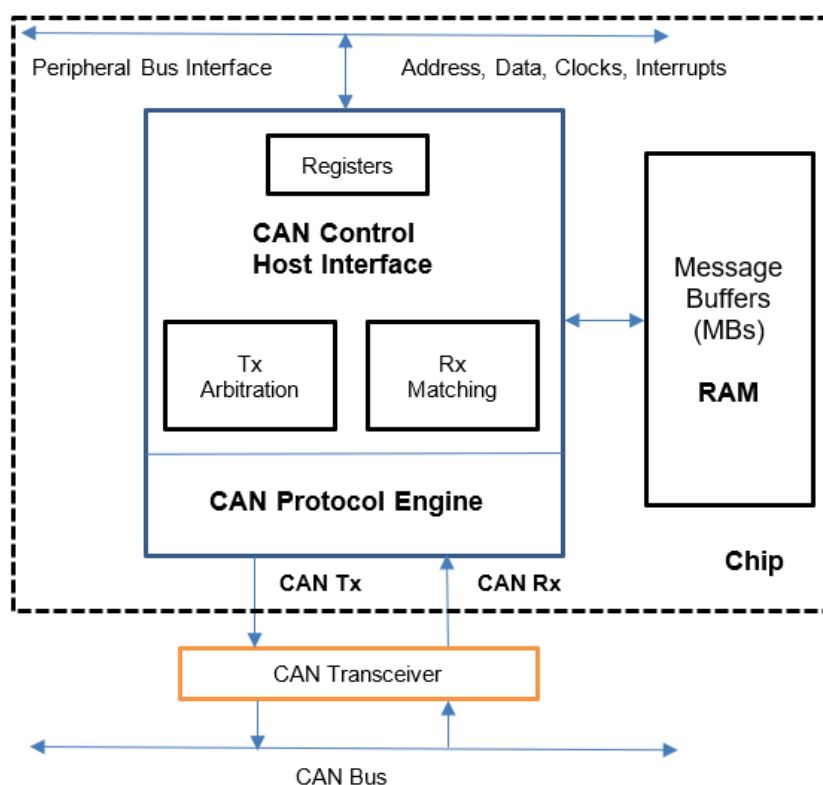 Peripheral Bus Interface
Address, Data, Clocks, Interrupts
Registers
CAN Control
Host Interface
Tx
Arbitration
Rx
Matching
Message
Buffers
(MBs)
RAM
CAN Protocol Engine
Chip
CAN Tx
CAN Rx
CAN Transceiver
CAN Bus